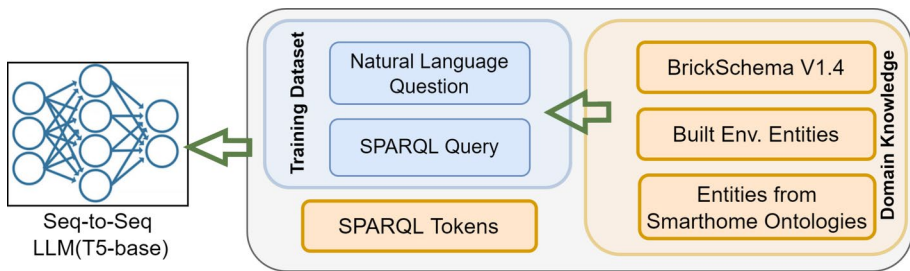 Seq-to-Seq
LLM(T5-base)
Training Dataset
Natural Language
Question
SPARQL Query
SPARQL Tokens
BrickSchema V1.4
Built Env. Entities
Entities from
Smarthome Ontologies
Domain Knowledge